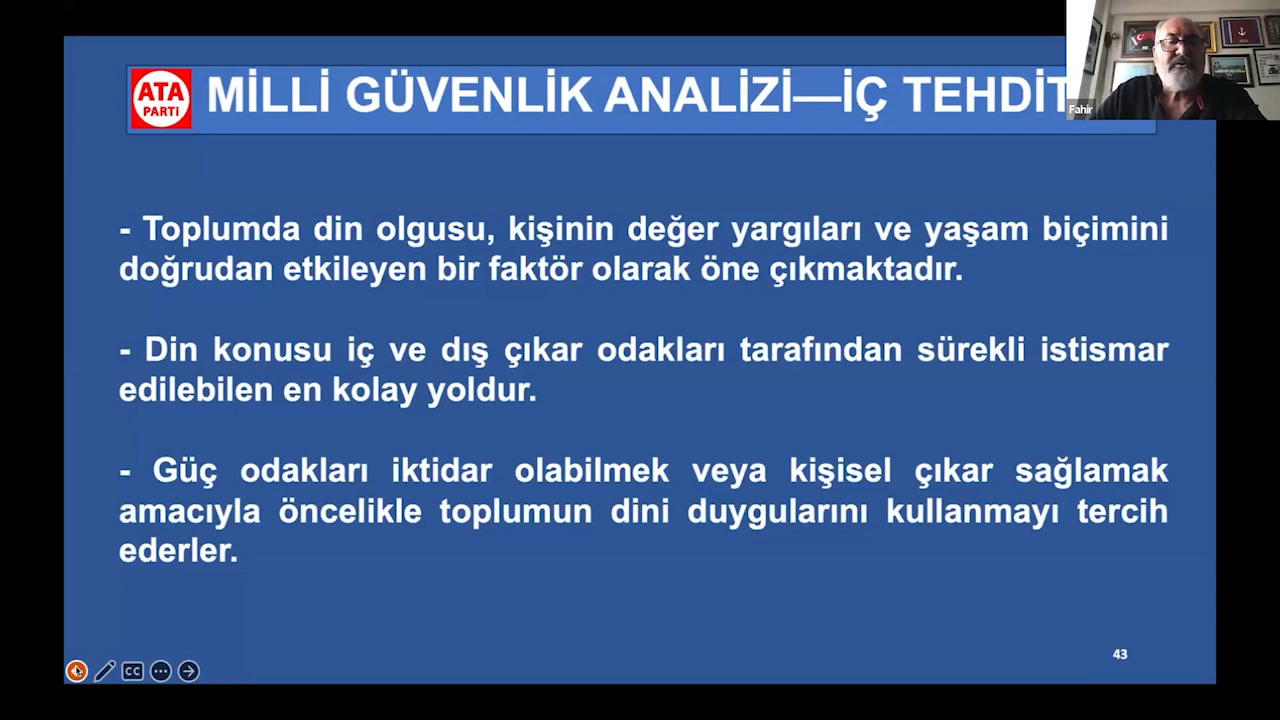 ATA
PARTİ
MİLLİ GÜVENLİK ANALİZİ—İÇ TEHDİT
Fahir
- Toplumda din olgusu, kişinin değer yargıları ve yaşam biçimini
doğrudan etkileyen bir faktör olarak öne çıkmaktadır.
- Din konusu iç ve dış çıkar odakları tarafından sürekli istismar
edilebilen en kolay yoldur.
- Güç odakları iktidar olabilmek veya kişisel çıkar sağlamak
amacıyla öncelikle toplumun dini duygularını kullanmayı tercih
ederler.
43
CC